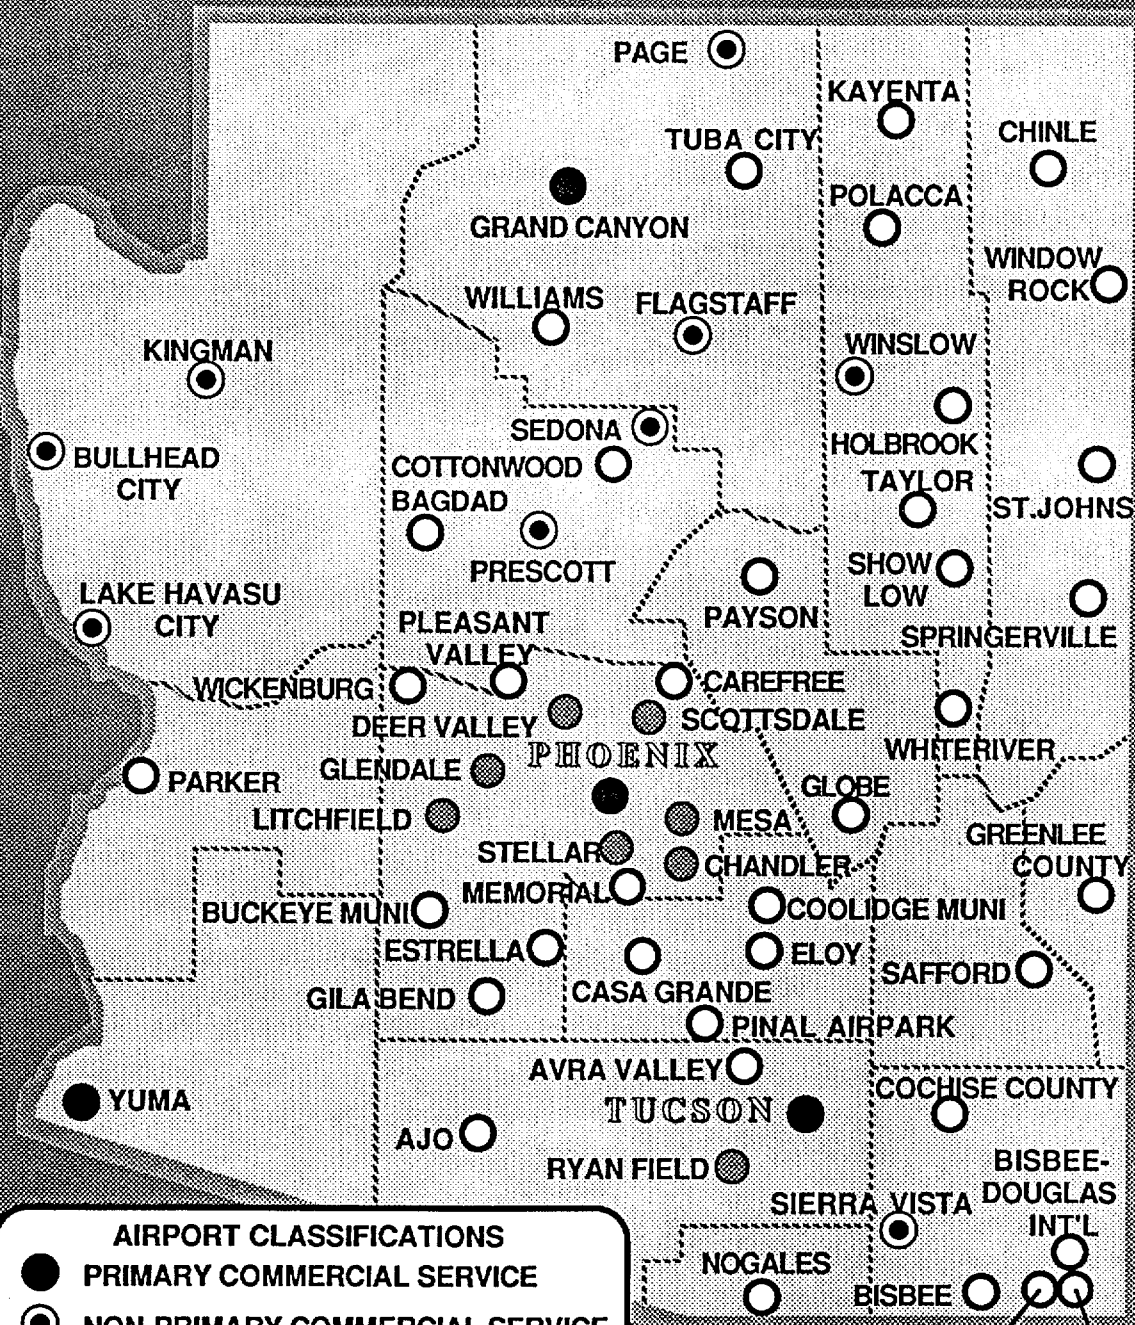 PAGE
KAYENTA
CHINLE
TUBA CITY
POLACCA
GRAND CANYON
WINDOW
ROCK
WILLIAMS
FLAGSTAFF
KINGMAN
WINSLOW
SEDONA
HOLBROOK
BULLHEAD
CITY
COTTONWOOD
TAYLOR
BAGDAD
ST.JOHNS
PRESCOTT
SHOW
LOW
LAKE HAVASU
CITY
PAYSON
PLEASANT
VALLEY
SPRINGERVILLE
WICKENBURG
CAREFREE
DEER VALLEY
SCOTTSDALE
PHOENIX
WHITERIVER
GLENDALE
PARKER
GLOBE
LITCHFIELD
MESA
GREENLEE
COUNTY
STELLAR
CHANDLER
MEMORIAL
BUCKEYE MUNI
COOLIDGE MUNI
ESTRELLA
ELOY
SAFFORD
CASA GRANDE
GILA BEND
PINAL AIRPARK
AVRA VALLEY
COCHISE COUNTY
YUMA
TUCSON
AJO
RYAN FIELD
BISBEE-
DOUGLAS
INT'L
SIERRA VISTA
NOGALES
BISBEE
AIRPORT CLASSIFICATIONS
PRIMARY COMMERCIAL SERVICE
NON-PRIMARY COMMERCIAL SERVICE